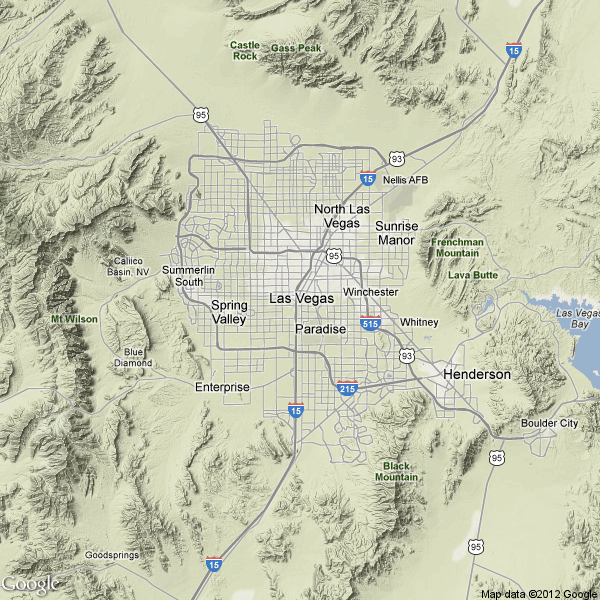 Castle
Rock
Gass Peak
15
95
93
15
Nellis AFB
North Las
Vegas
Sunrise
Manor
Frenchman
Mountain
95
Calico
Basin, NV
Summerlin
South
Lava Butte
Las Vegas
Winchester
Las Vegas
Bay
Mt Wilson
Spring
Valley
Paradise
515
Whitney
Blue
Diamond
93
Enterprise
215
Henderson
15
Boulder City
95
Black
Mountain
95
Goodsprings
15
Google
Map data ©2012 Google